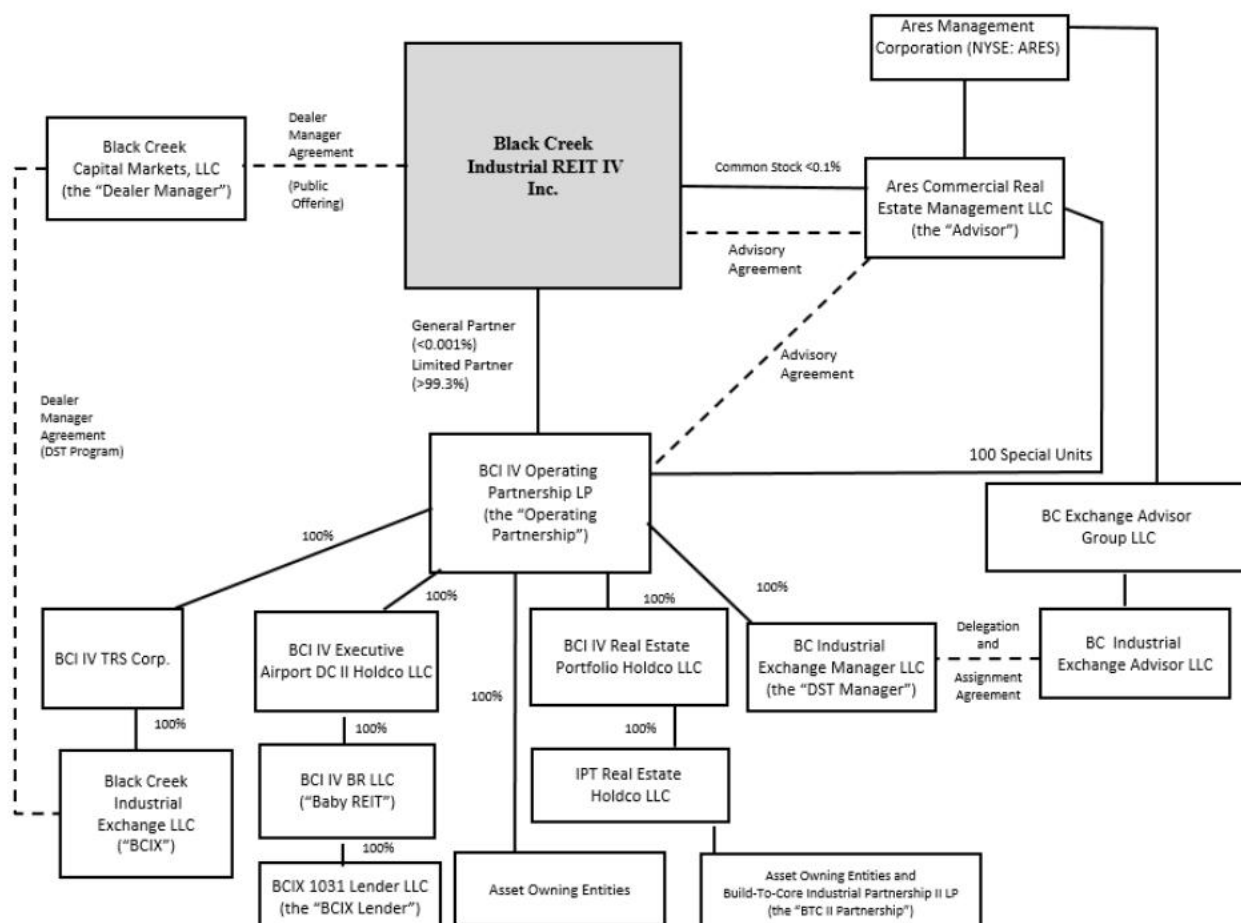 Ares Management
Corporation (NYSE: ARES)
Black Creek
Capital Markets, LLC
(the “Dealer Manager”)
Dealer
Manager
Agreement
(Public
Offering)
Black Creek
Industrial REIT IV
Inc.
Common Stock <0.1%
Ares Commercial Real
Estate Management LLC
(the “Advisor”)
Advisory
Agreement
General Partner
(<0.001%)
Limited Partner
(>99.3%)
Advisory
Agreement
Dealer
Manager
Agreement
(DST Program)
BCI IV Operating
Partnership LP
(the “Operating
Partnership”)
100 Special Units
BC Exchange Advisor
Group LLC
100%
100%
100%
100%
100%
BCI IV TRS Corp.
BCI IV Executive
Airport DC II Holdco LLC
BCI IV Real Estate
Portfolio Holdco LLC
BC Industrial
Exchange Manager LLC
(the “DST Manager”)
Delegation
and
Assignment
Agreement
BC Industrial
Exchange Advisor LLC
100%
100%
100%
Black Creek
Industrial
Exchange LLC
(“BCIX”)
BCI IV BR LLC
(“Baby REIT”)
IPT Real Estate
Holdco LLC
100%
BCIX 1031 Lender LLC
(the “BCIX Lender”)
Asset Owning Entities
Asset Owning Entities and
Build-To-Core Industrial Partnership II LP
(the “BTC II Partnership”)